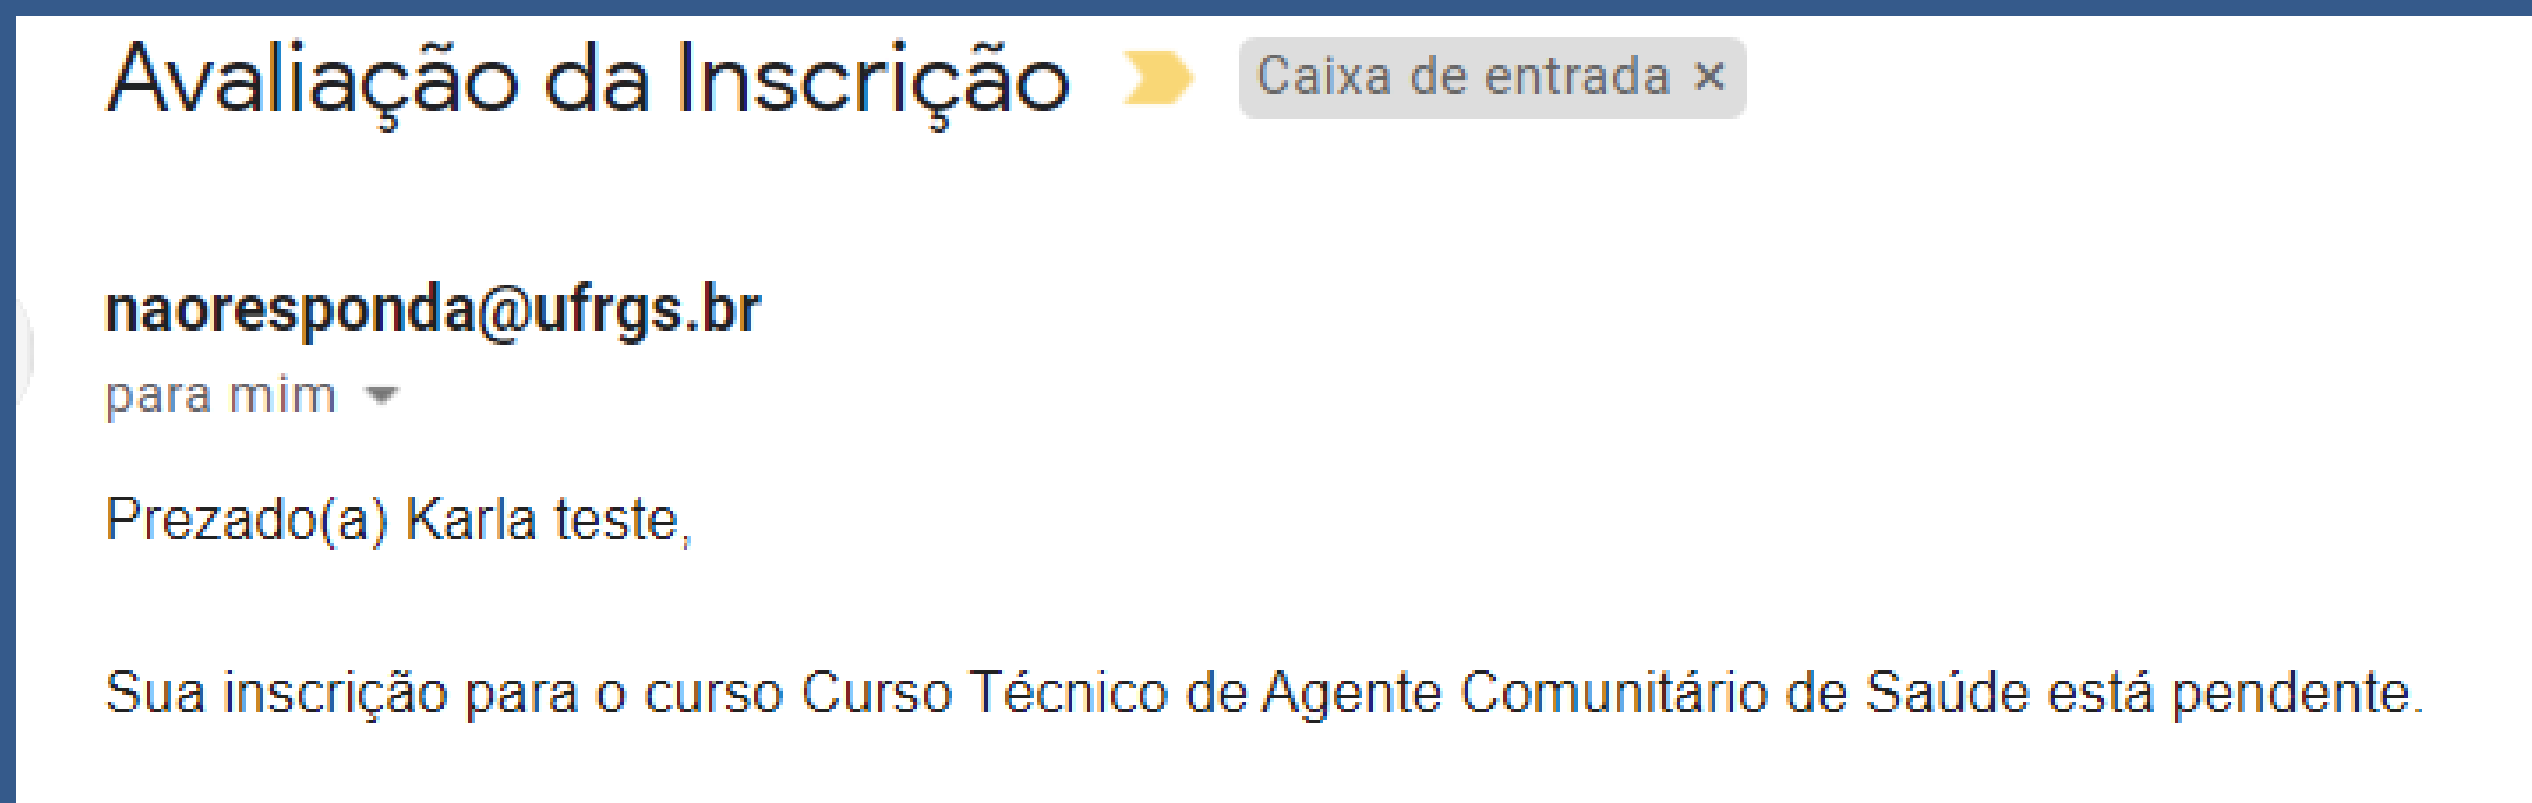 Avaliação da Inscrição Caixa de entrada ×
naoresponda@ufrgs.br
para mim
Prezado(a) Karla teste,
Sua inscrição para o curso Curso Técnico de Agente Comunitário de Saúde está pendente.